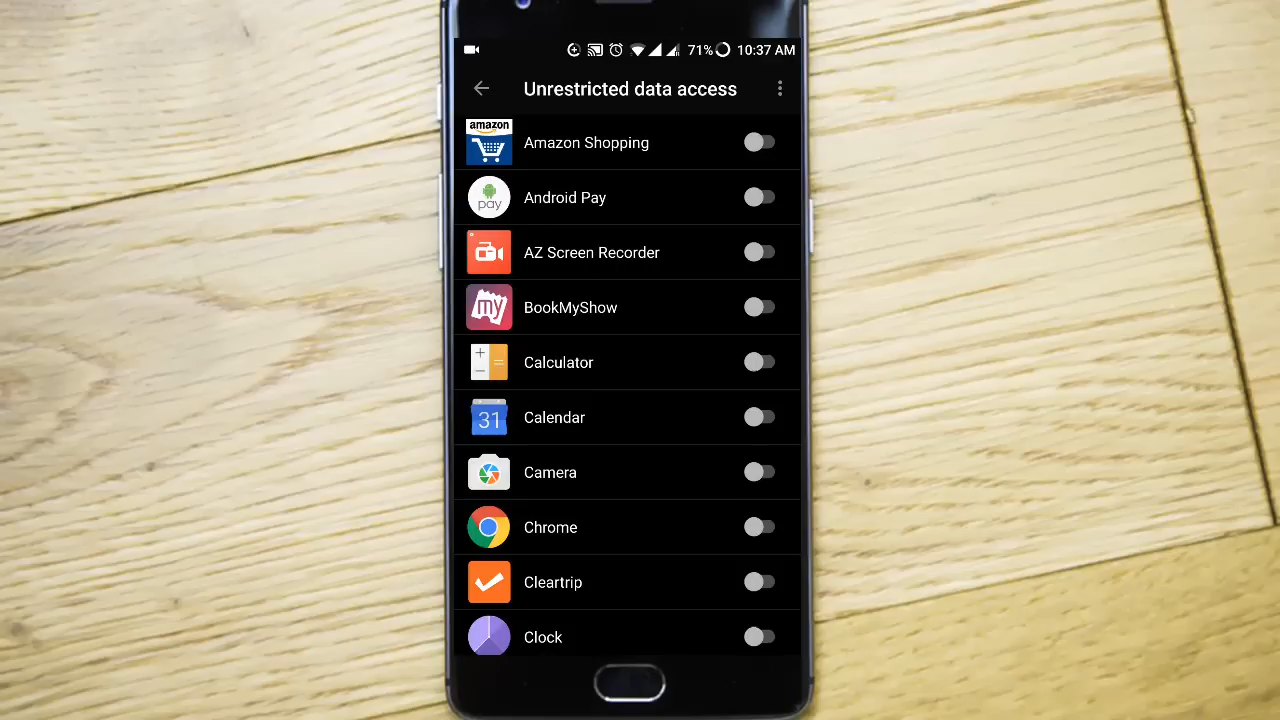 71% 10:37 AM
Unrestricted data access
amazon
Amazon Shopping
pay
Android Pay
AZ Screen Recorder
my
BookMyShow
Calculator
31
Calendar
Camera
Chrome
Cleartrip
Clock